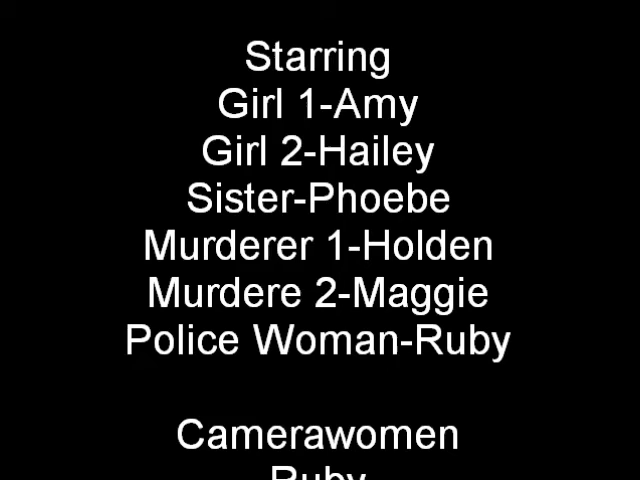 Starring
Girl 1-Amy
Girl 2-Hailey
Sister-Phoebe
Murderer 1-Holden
Murdere 2-Maggie
Police Woman-Ruby
Camerawomen
Ruby